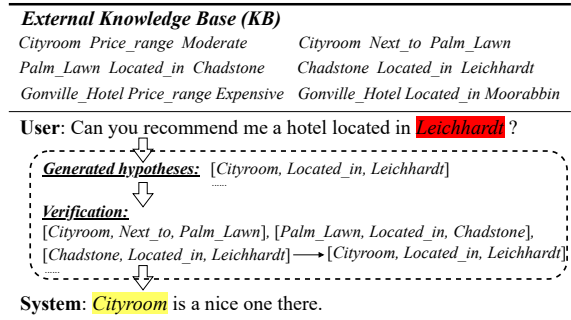 External Knowledge Base (KB)
Cityroom Price_range Moderate Cityroom Next_to Palm_Lawn
Palm_Lawn Located_in Chadstone Chadstone Located_in Leichhardt
Gonville_Hotel Price_range Expensive Gonville_Hotel Located_in Moorabbin
User: Can you recommend me a hotel located in Leichhardt ?
Generated hypotheses: [Cityroom, Located_in, Leichhardt]
......
Verification:
[Cityroom, Next_to, Palm_Lawn], [Palm_Lawn, Located_in, Chadstone],
[Chadstone, Located_in, Leichhardt] [Cityroom, Located_in, Leichhardt]
......
System: Cityroom is a nice one there.